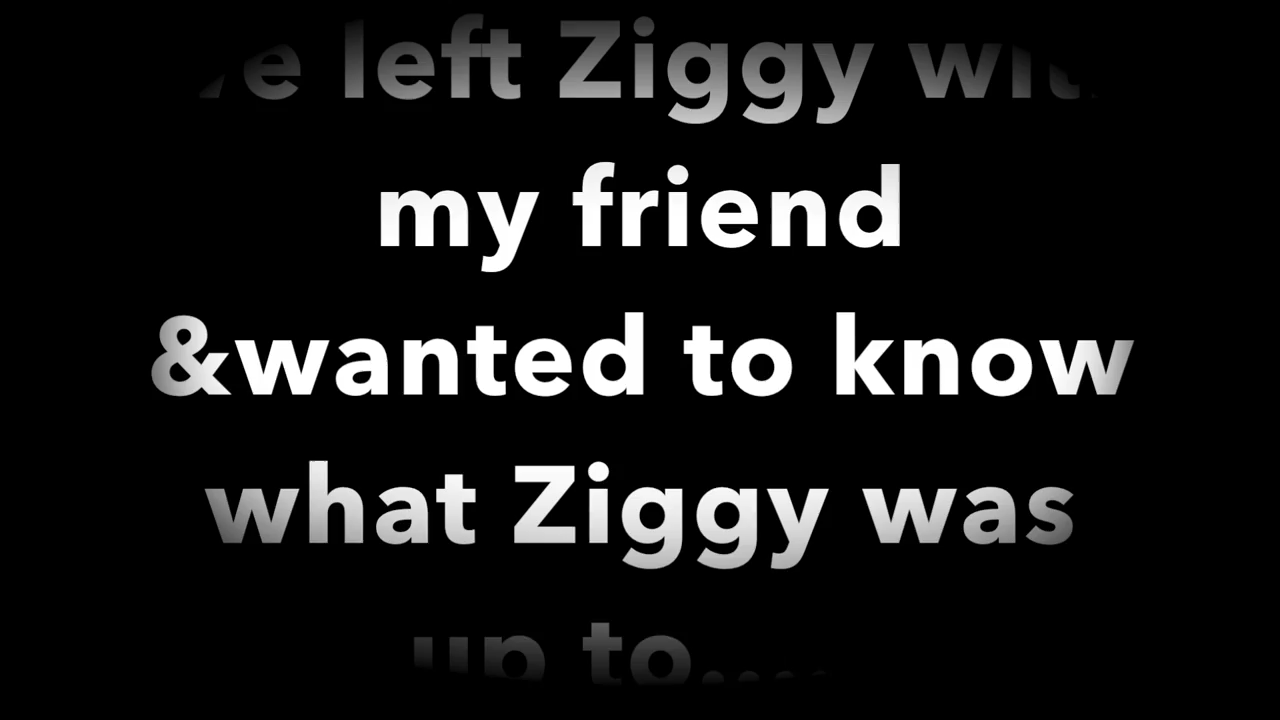 left Ziggy
my friend
&wanted to know
what Ziggy was
up to.....